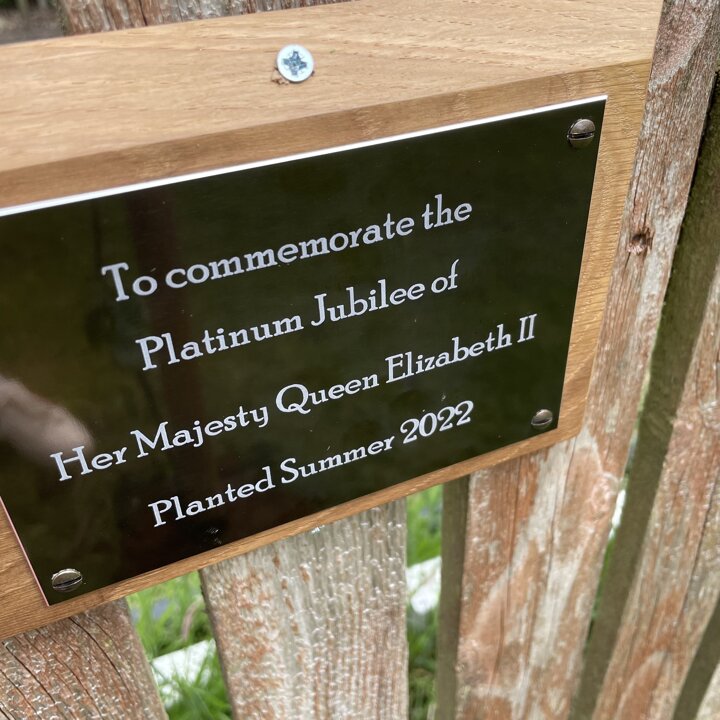 To commemorate the
Platinum Jubilee of
Her Majesty Queen Elizabeth II
Planted Summer 2022